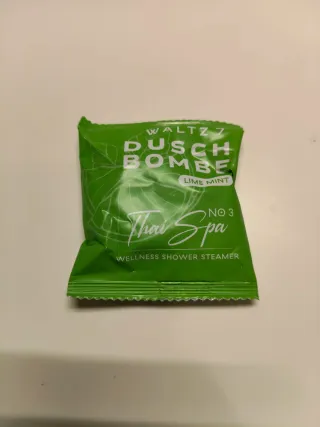 WALTZ 7
DUSCH
BOMBE
LIME MINT
NO 3
Thai Spa
WELLNESS SHOWER STEAMER